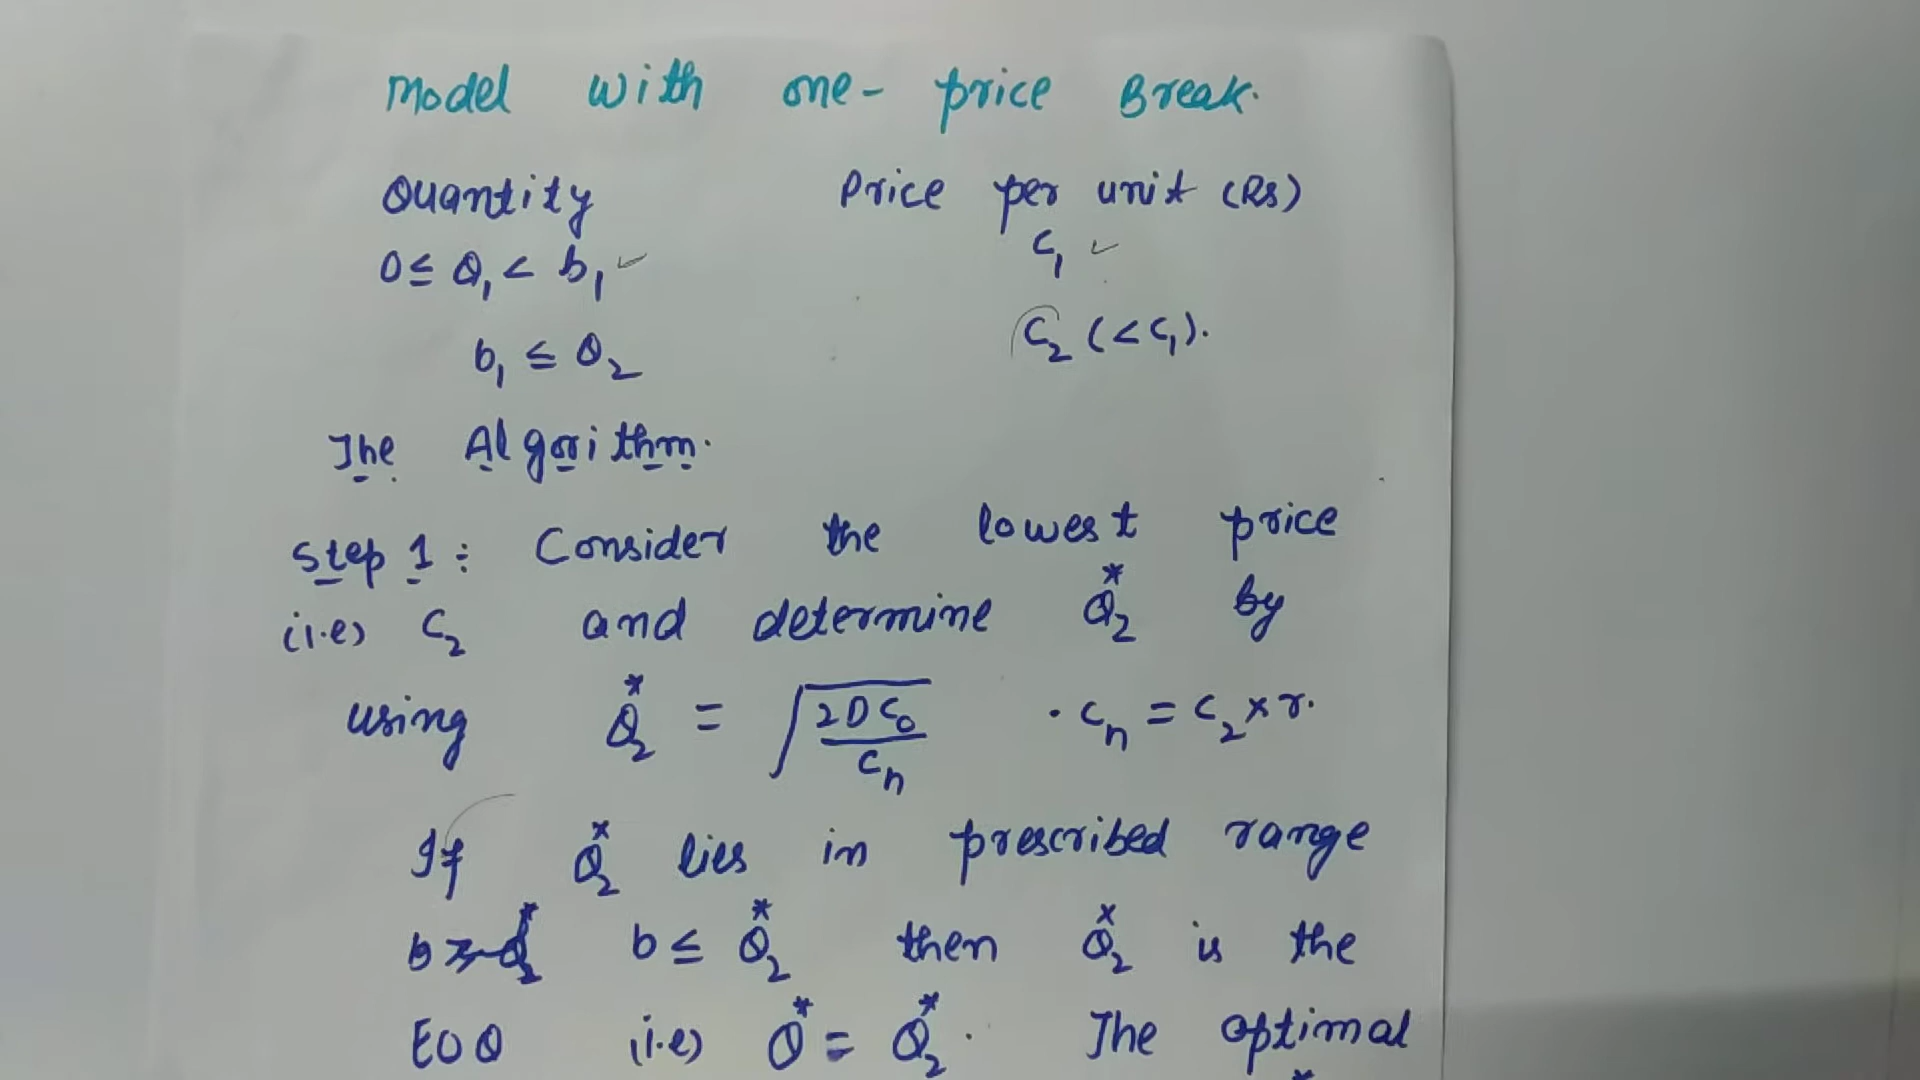 Model with one- price Break.
Quantity Price per unit (Rs)
0 ≤ Q₁ < b₁ ✓ C₁ ✓
b₁ ≤ Q₂ C₂ (< C₁).
The Algorithm.
Step 1 : Consider the lowest price
(i.e) C₂ and determine Q₂* by
using Q₂* = √(2DC₀/Cₕ) · Cₕ = C₂ × r.
If Q₂* lies in prescribed range
b ≤ Q₂* then Q₂* is the
EOQ (i.e) Q* = Q₂*. The optimal